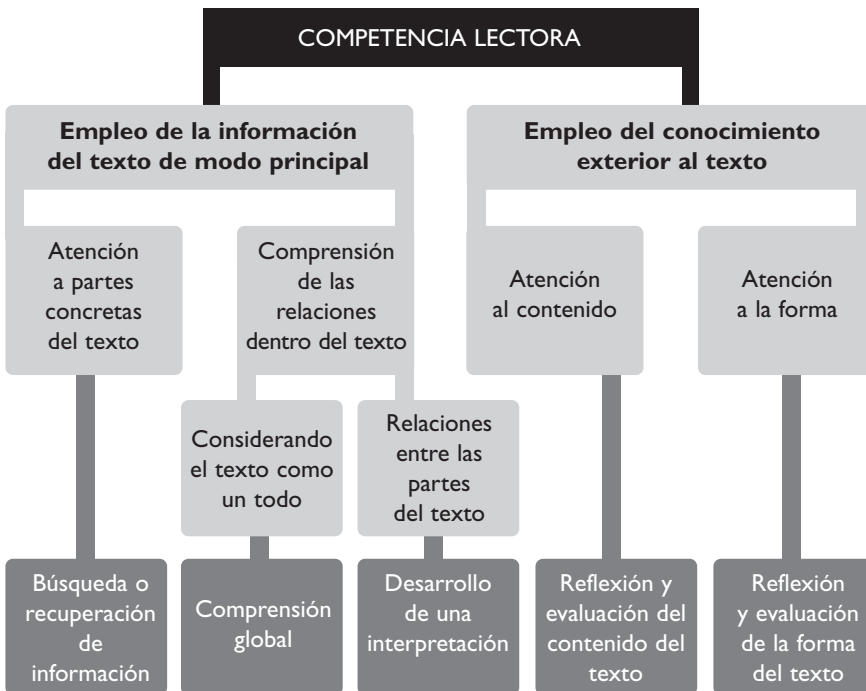 COMPETENCIA LECTORA
Empleo de la información
del texto de modo principal
Empleo del conocimiento
exterior al texto
Atención
a partes
concretas
del texto
Comprensión
de las
relaciones
dentro del texto
Atención
al contenido
Atención
a la forma
Considerando
el texto como
un todo
Relaciones
entre las
partes
del texto
Búsqueda o
recuperación
de
información
Comprensión
global
Desarrollo
de una
interpretación
Reflexión y
evaluación del
contenido del
texto
Reflexión
y evaluación
de la forma
del texto